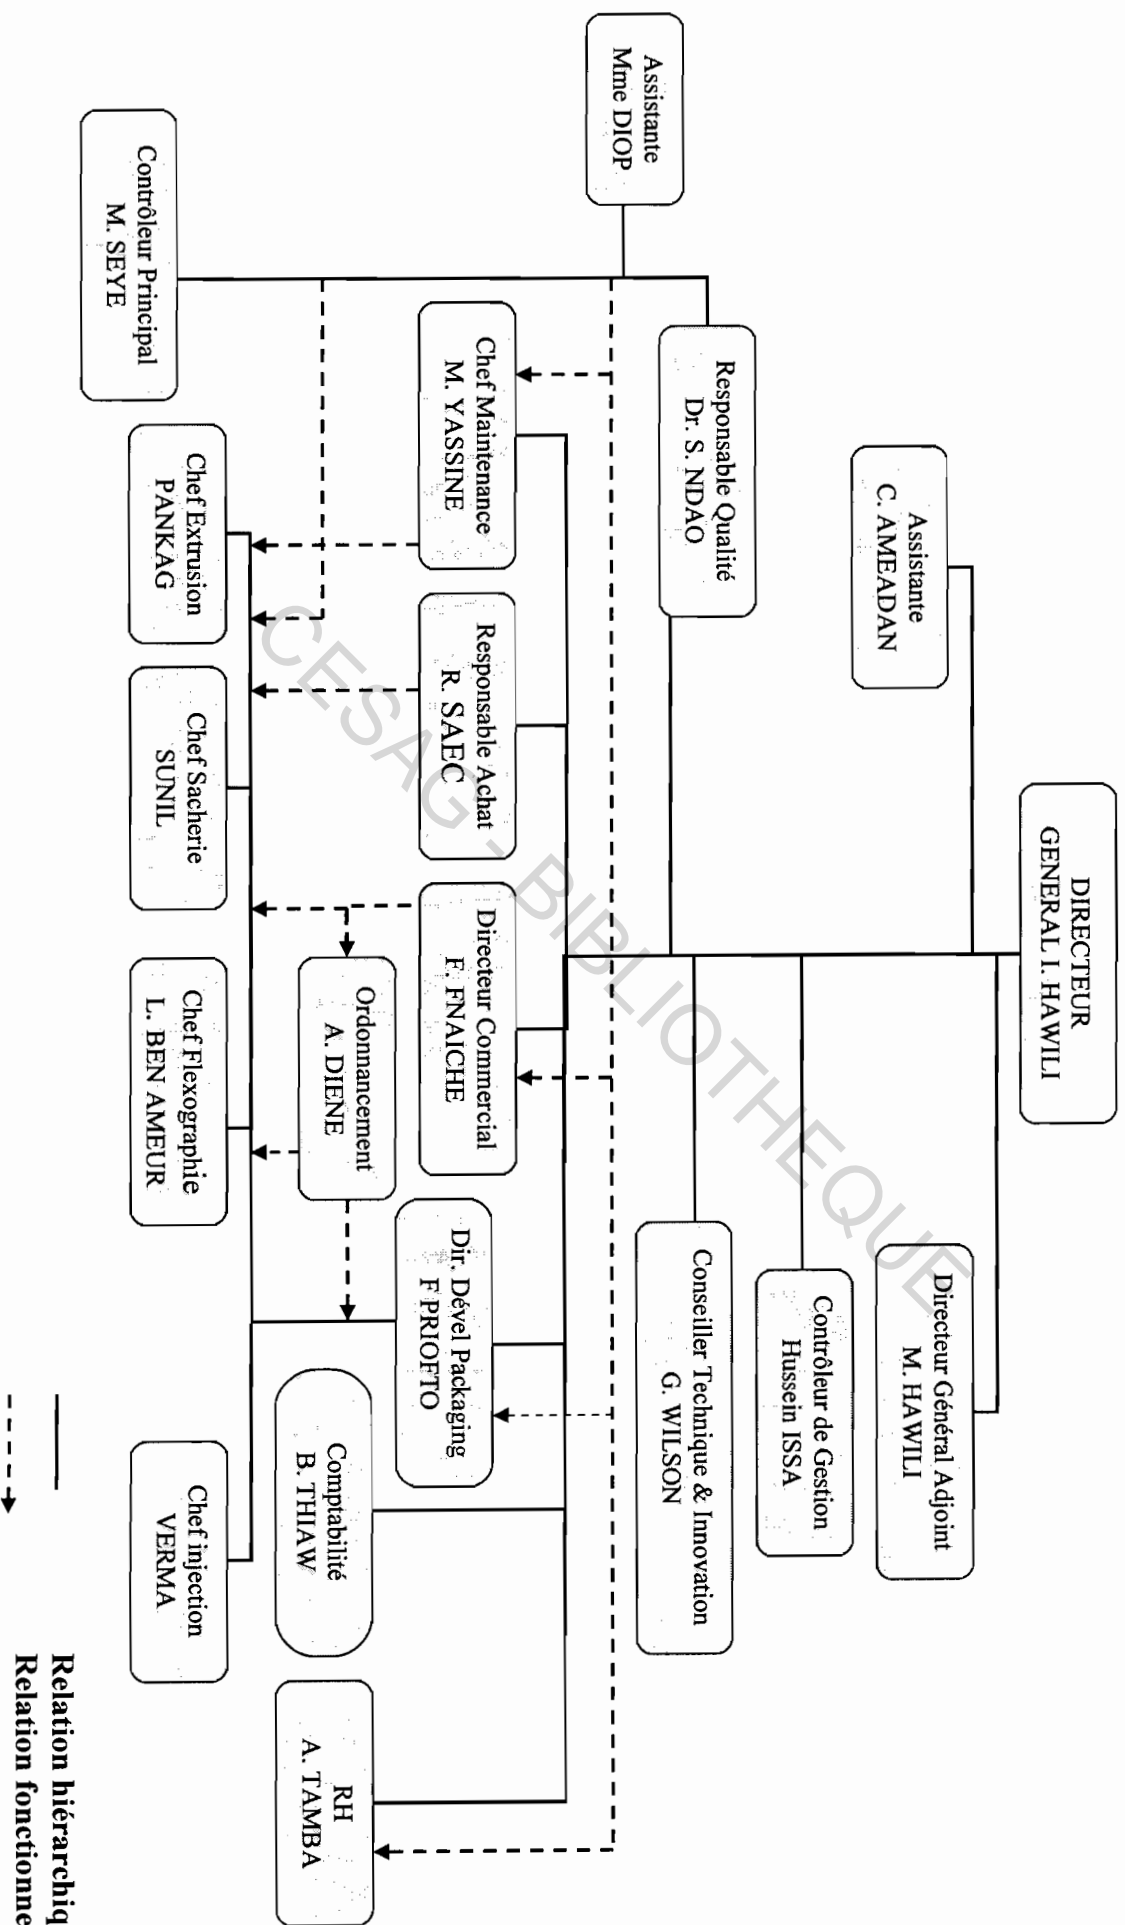 DIRECTEUR
GENERAL I. HAWILI
Assistante
C. AMEADAN
Directeur Général Adjoint
M. HAWILI
Contrôleur de Gestion
Hussein ISSA
Responsable Qualité
Dr. S. NDAO
Conseiller Technique & Innovation
G. WILSON
Assistante
Mme DIOP
Chef Maintenance
M. YASSINE
Responsable Achat
R. SAEC
Directeur Commercial
F. FNAICHE
Dir. Dével Packaging
F PRIOFTO
Ordonnancement
A. DIENE
Comptabilité
B. THIAW
RH
A. TAMBA
Contrôleur Principal
M. SEYE
Chef Extrusion
PANKAG
Chef Sacherie
SUNIL
Chef Flexographie
L. BEN AMEUR
Chef injection
VERMA
Relation hiérarchiq
Relation fonctionne
CESAG - BIBLIOTHEQUE